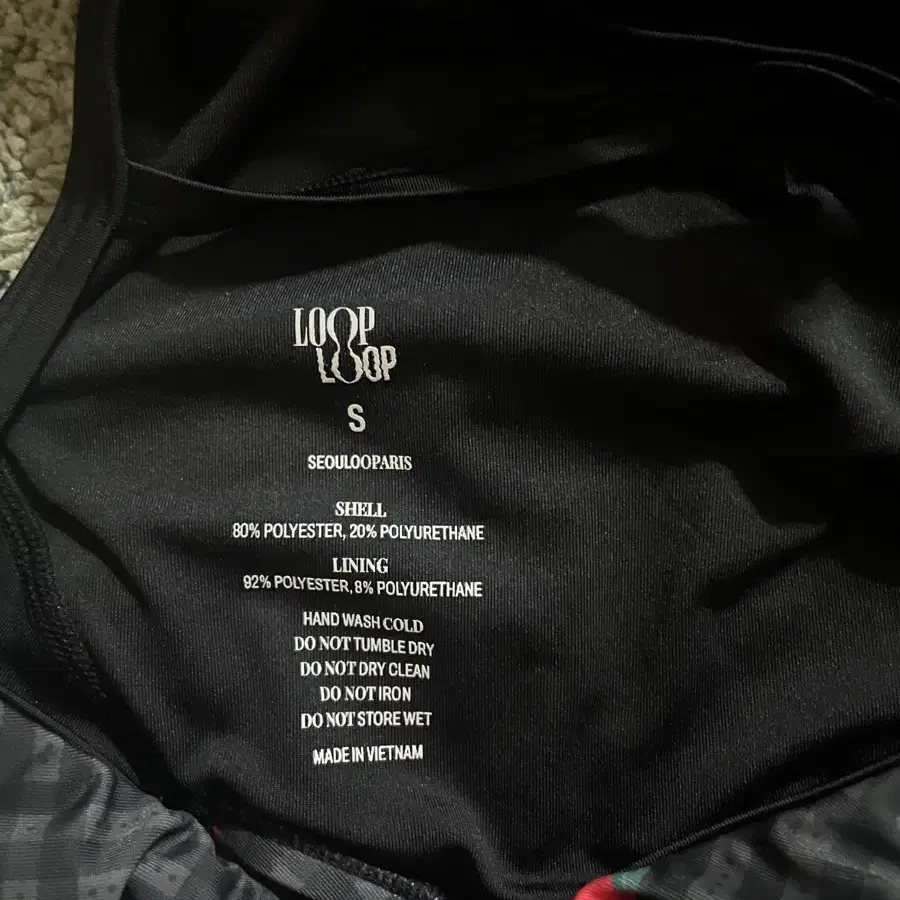 LOOP
LOOP
S
SEOULOOPARIS
SHELL
80% POLYESTER, 20% POLYURETHANE
LINING
92% POLYESTER, 8% POLYURETHANE
HAND WASH COLD
DO NOT TUMBLE DRY
DO NOT DRY CLEAN
DO NOT IRON
DO NOT STORE WET
MADE IN VIETNAM